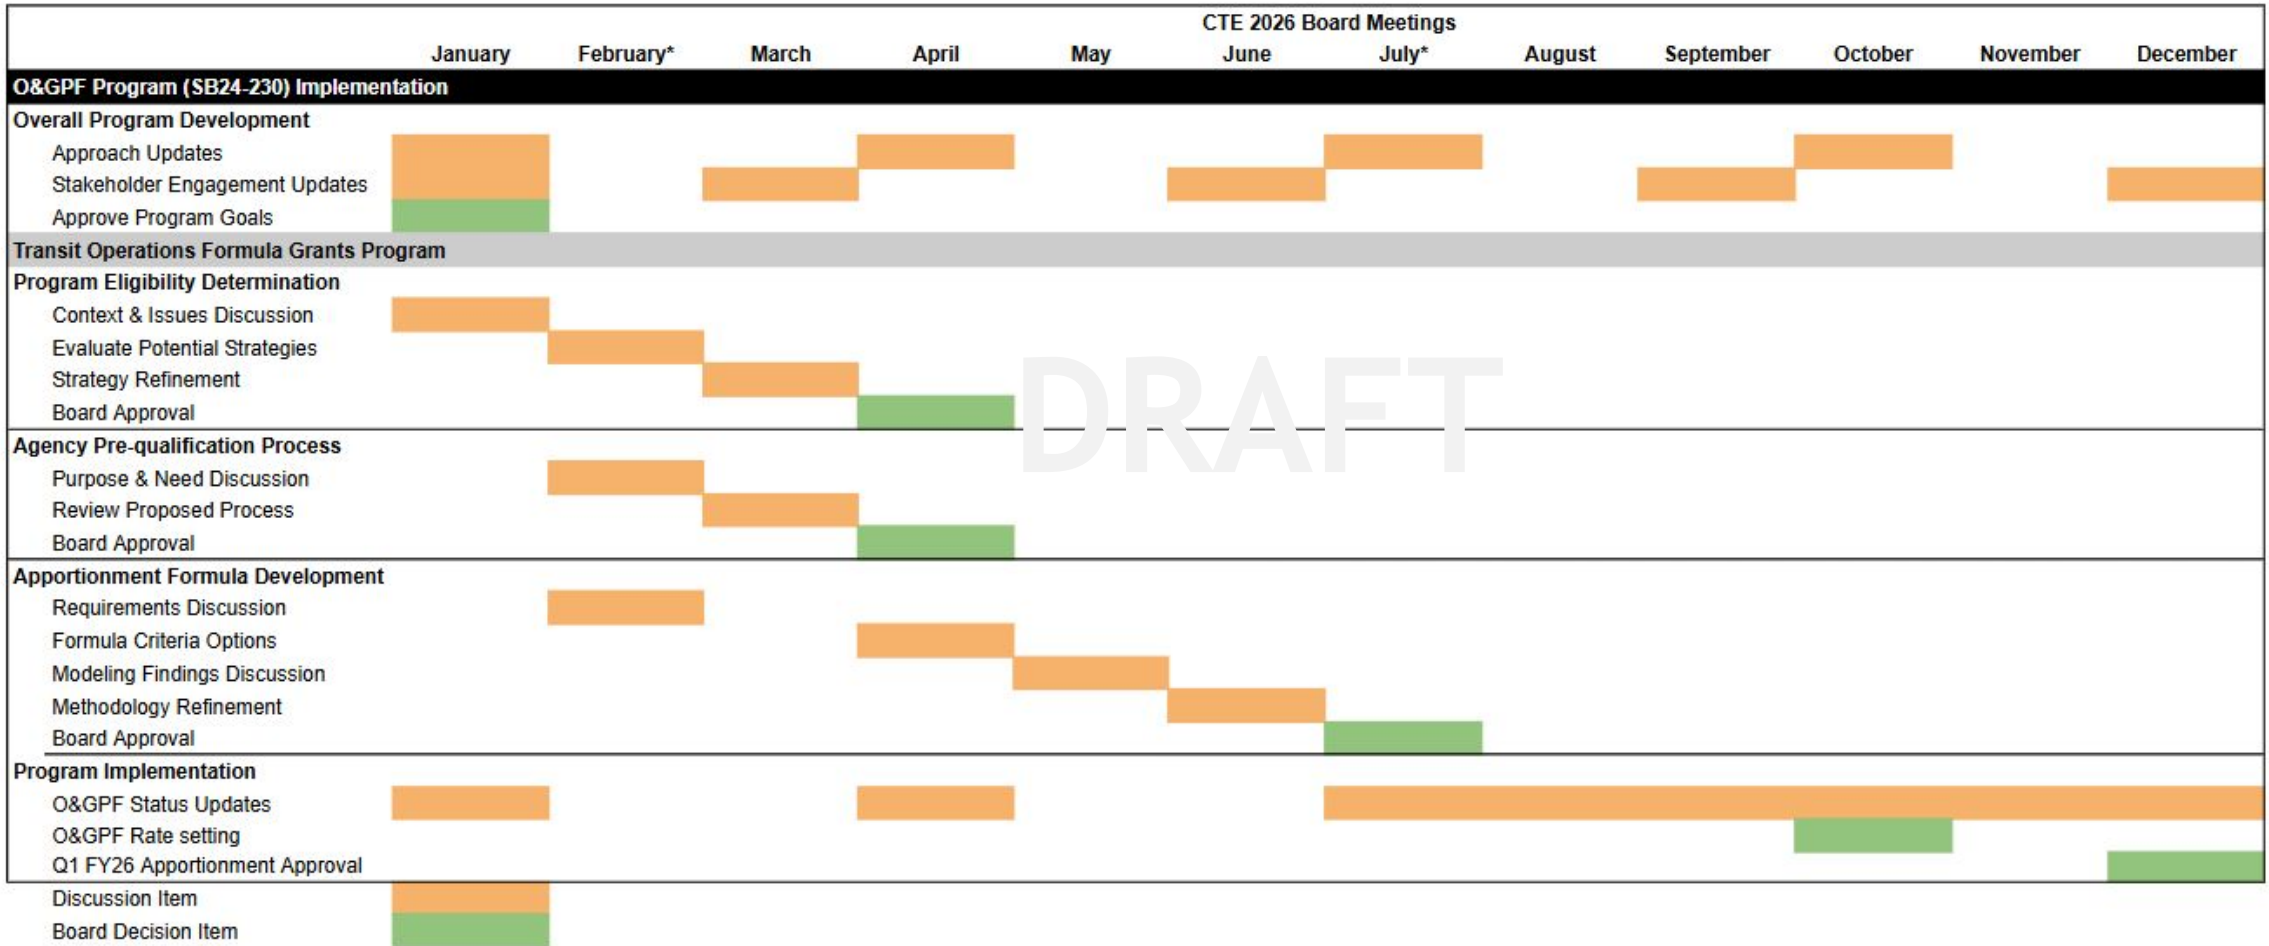 CTE 2026 Board Meetings
January February* March April May June July* August September October November December
O&GPF Program (SB24-230) Implementation
Overall Program Development
Approach Updates
Stakeholder Engagement Updates
Approve Program Goals
Transit Operations Formula Grants Program
Program Eligibility Determination
Context & Issues Discussion
Evaluate Potential Strategies
Strategy Refinement
Board Approval
DRAFT
Agency Pre-qualification Process
Purpose & Need Discussion
Review Proposed Process
Board Approval
Apportionment Formula Development
Requirements Discussion
Formula Criteria Options
Modeling Findings Discussion
Methodology Refinement
Board Approval
Program Implementation
O&GPF Status Updates
O&GPF Rate setting
Q1 FY26 Apportionment Approval
Discussion Item
Board Decision Item